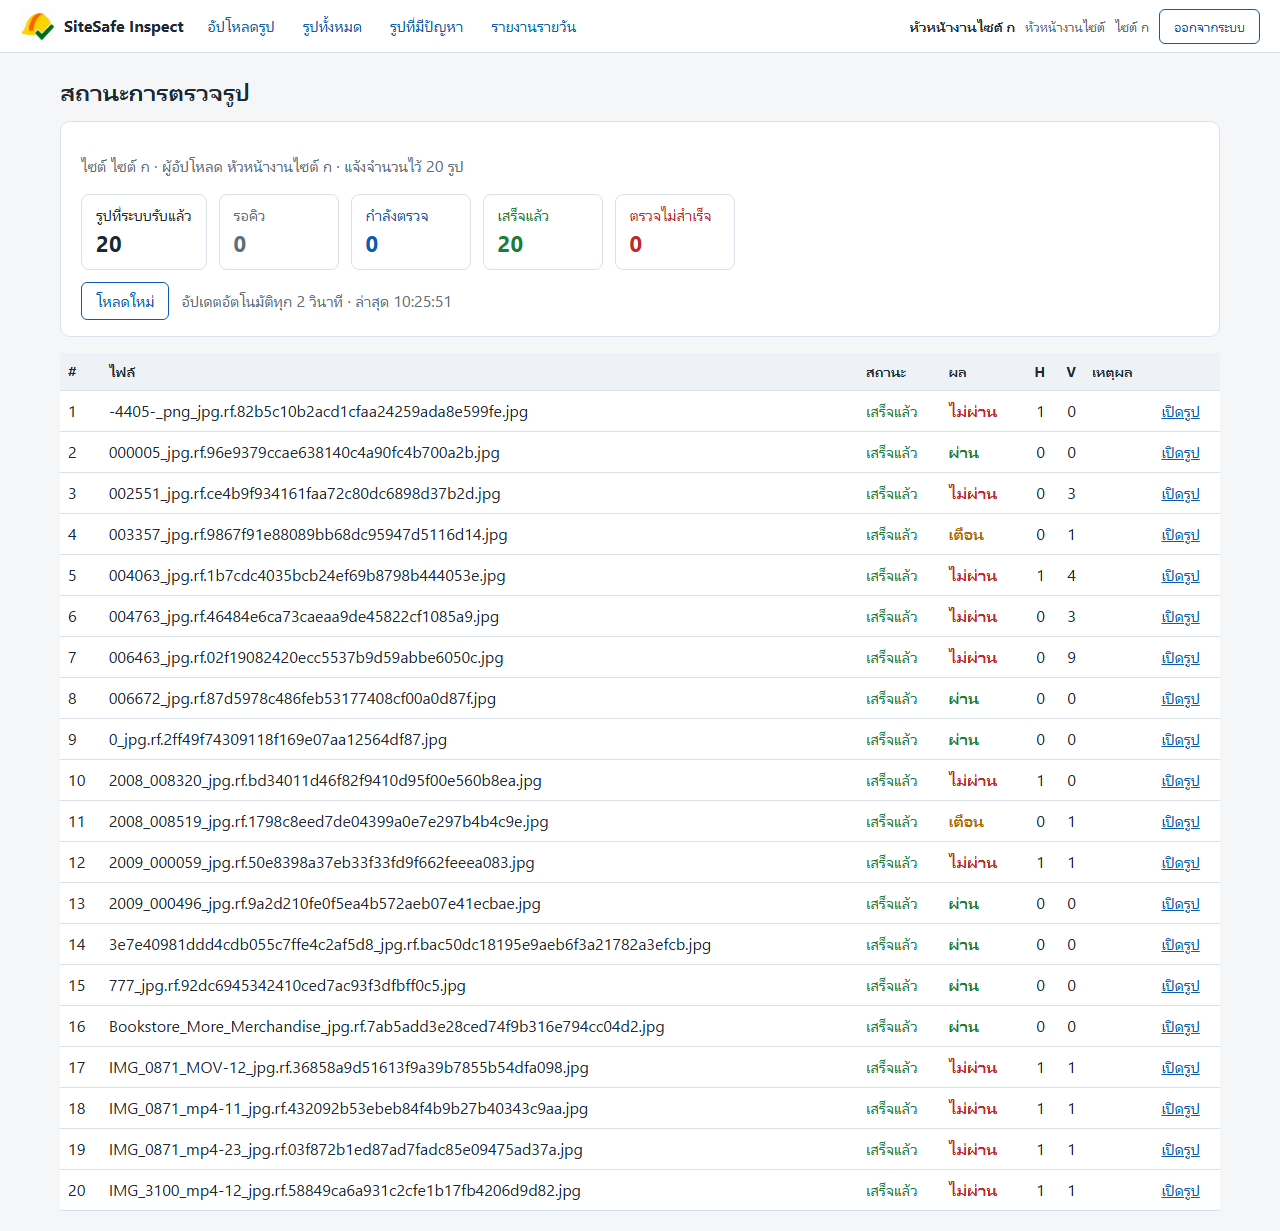 SiteSafe Inspect อัปโหลดรูป รูปทั้งหมด รูปที่มีปัญหา รายงานรายวัน หัวหน้างานไซต์ ก หัวหน้างานไซต์ ไซต์ ก ออกจากระบบ
สถานะการตรวจรูป
ไซต์ ไซต์ ก · ผู้อัปโหลด หัวหน้างานไซต์ ก · แจ้งจำนวนไว้ 20 รูป
รูปที่ระบบรับแล้ว รอคิว กำลังตรวจ เสร็จแล้ว ตรวจไม่สำเร็จ
20 0 0 20 0
โหลดใหม่ อัปเดตอัตโนมัติทุก 2 วินาที · ล่าสุด 10:25:51
# ไฟล์ สถานะ ผล H V เหตุผล
1 -4405-_png_jpg.rf.82b5c10b2acd1cfaa24259ada8e599fe.jpg เสร็จแล้ว ไม่ผ่าน 1 0 เปิดรูป
2 000005_jpg.rf.96e9379ccae638140c4a90fc4b700a2b.jpg เสร็จแล้ว ผ่าน 0 0 เปิดรูป
3 002551_jpg.rf.ce4b9f934161faa72c80dc6898d37b2d.jpg เสร็จแล้ว ไม่ผ่าน 0 3 เปิดรูป
4 003357_jpg.rf.9867f91e88089bb68dc95947d5116d14.jpg เสร็จแล้ว เตือน 0 1 เปิดรูป
5 004063_jpg.rf.1b7cdc4035bcb24ef69b8798b444053e.jpg เสร็จแล้ว ไม่ผ่าน 1 4 เปิดรูป
6 004763_jpg.rf.46484e6ca73caeaa9de45822cf1085a9.jpg เสร็จแล้ว ไม่ผ่าน 0 3 เปิดรูป
7 006463_jpg.rf.02f19082420ecc5537b9d59abbe6050c.jpg เสร็จแล้ว ไม่ผ่าน 0 9 เปิดรูป
8 006672_jpg.rf.87d5978c486feb53177408cf00a0d87f.jpg เสร็จแล้ว ผ่าน 0 0 เปิดรูป
9 0_jpg.rf.2ff49f74309118f169e07aa12564df87.jpg เสร็จแล้ว ผ่าน 0 0 เปิดรูป
10 2008_008320_jpg.rf.bd34011d46f82f9410d95f00e560b8ea.jpg เสร็จแล้ว ไม่ผ่าน 1 0 เปิดรูป
11 2008_008519_jpg.rf.1798c8eed7de04399a0e7e297b4b4c9e.jpg เสร็จแล้ว เตือน 0 1 เปิดรูป
12 2009_000059_jpg.rf.50e8398a37eb33f33fd9f662feeea083.jpg เสร็จแล้ว ไม่ผ่าน 1 1 เปิดรูป
13 2009_000496_jpg.rf.9a2d210fe0f5ea4b572aeb07e41ecbae.jpg เสร็จแล้ว ผ่าน 0 0 เปิดรูป
14 3e7e40981ddd4cdb055c7ffe4c2af5d8_jpg.rf.bac50dc18195e9aeb6f3a21782a3efcb.jpg เสร็จแล้ว ผ่าน 0 0 เปิดรูป
15 777_jpg.rf.92dc6945342410ced7ac93f3dfbff0c5.jpg เสร็จแล้ว ผ่าน 0 0 เปิดรูป
16 Bookstore_More_Merchandise_jpg.rf.7ab5add3e28ced74f9b316e794cc04d2.jpg เสร็จแล้ว ผ่าน 0 0 เปิดรูป
17 IMG_0871_MOV-12_jpg.rf.36858a9d51613f9a39b7855b54dfa098.jpg เสร็จแล้ว ไม่ผ่าน 1 1 เปิดรูป
18 IMG_0871_mp4-11_jpg.rf.432092b53ebeb84f4b9b27b40343c9aa.jpg เสร็จแล้ว ไม่ผ่าน 1 1 เปิดรูป
19 IMG_0871_mp4-23_jpg.rf.03f872b1ed87ad7fadc85e09475ad37a.jpg เสร็จแล้ว ไม่ผ่าน 1 1 เปิดรูป
20 IMG_3100_mp4-12_jpg.rf.58849ca6a931c2cfe1b17fb4206d9d82.jpg เสร็จแล้ว ไม่ผ่าน 1 1 เปิดรูป